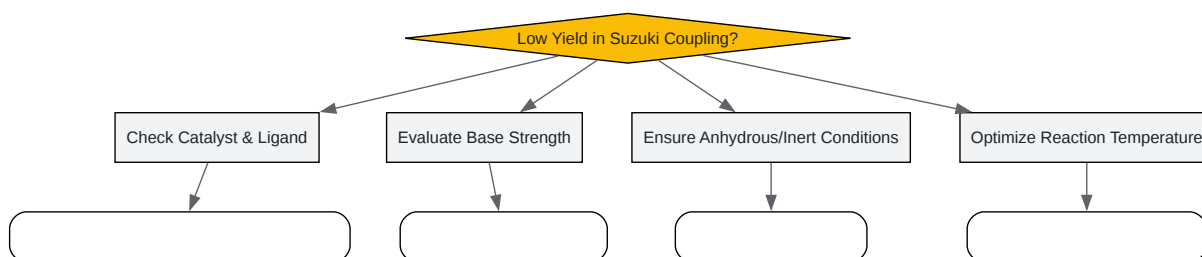 Low Yield in Suzuki Coupling?
Check Catalyst & Ligand
Evaluate Base Strength
Ensure Anhydrous/Inert Conditions
Optimize Reaction Temperature